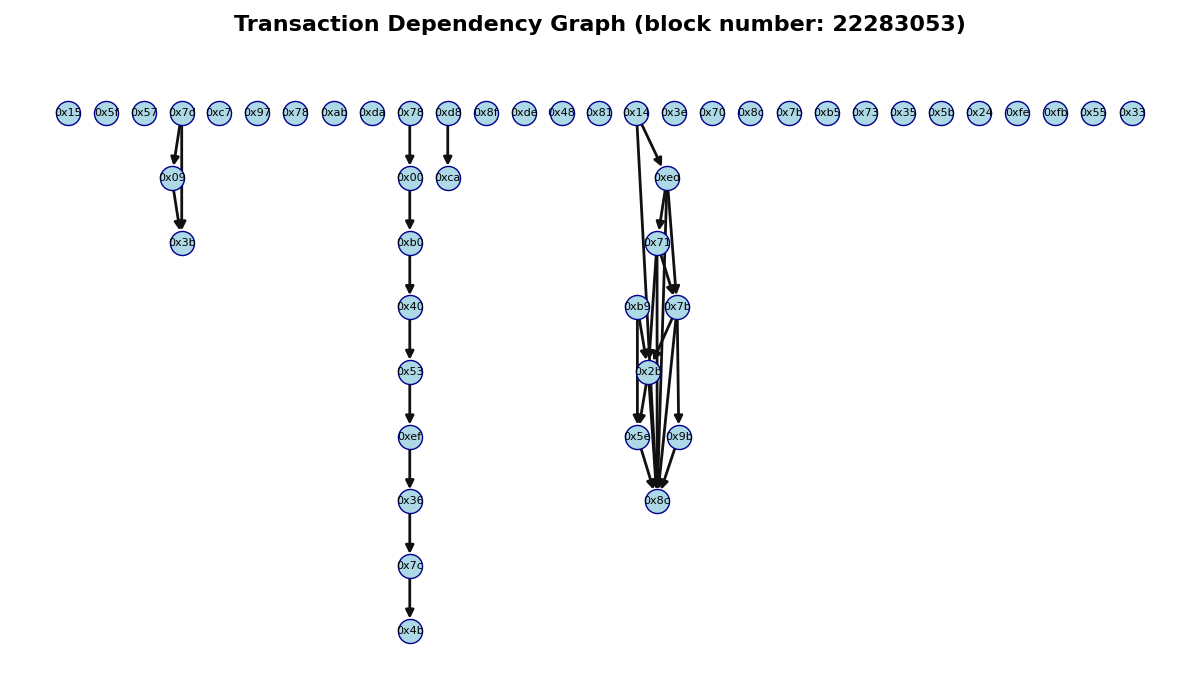 Transaction Dependency Graph (block number: 22283053)
0x15 0x5f 0x57 0x7d 0xc7 0x97 0x78 0xab 0xda 0x78 0xd8 0x8f 0xde 0x48 0x81 0x14 0x3e 0x70 0x8c 0x7b 0xb5 0x73 0x35 0x5b 0x24 0xfe 0xfb 0x55 0x33
0x09 0x00 0xca 0xed
0x3b 0xb0 0x71
0x40 0xb9 0x7b
0x53 0x2b
0xef 0x5e 0x9b
0x36 0x8c
0x7c
0x4b